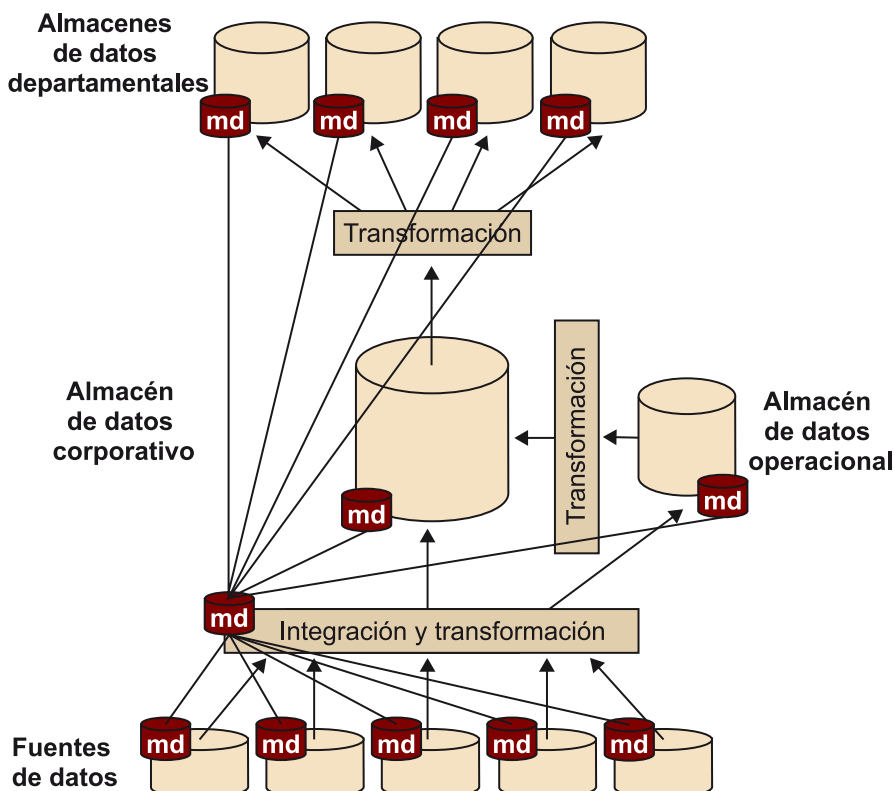 Almacenes
de datos
departamentales
md
md
md
md
Transformación
Almacén
de datos
corporativo
Transformación
Almacén
de datos
operacional
md
md
md
Integración y transformación
Fuentes
de datos
md
md
md
md
md